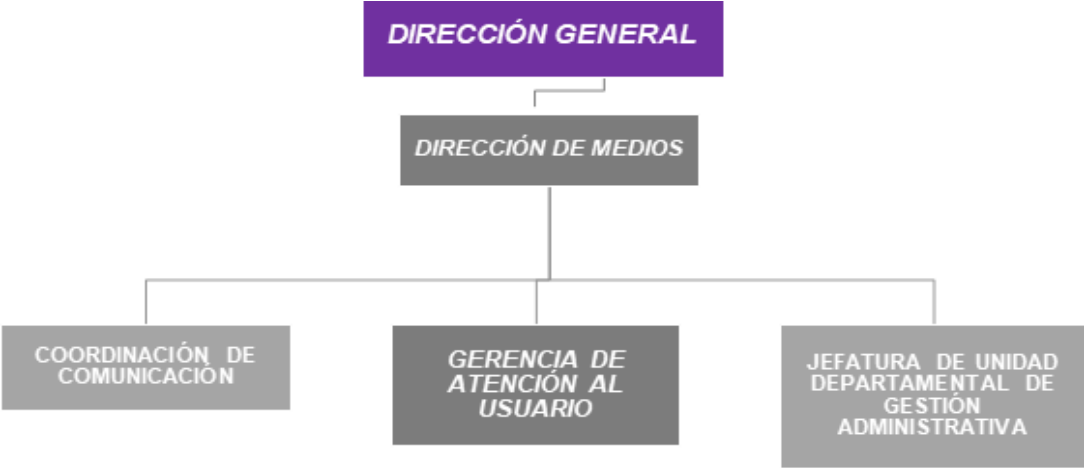 DIRECCIÓN GENERAL
DIRECCIÓN DE MEDIOS
COORDINACIÓN DE
COMUNICACIÓN
GERENCIA DE
ATENCIÓN AL
USUARIO
JEFATURA DE UNIDAD
DEPARTAMENTAL DE
GESTIÓN
ADMINISTRATIVA